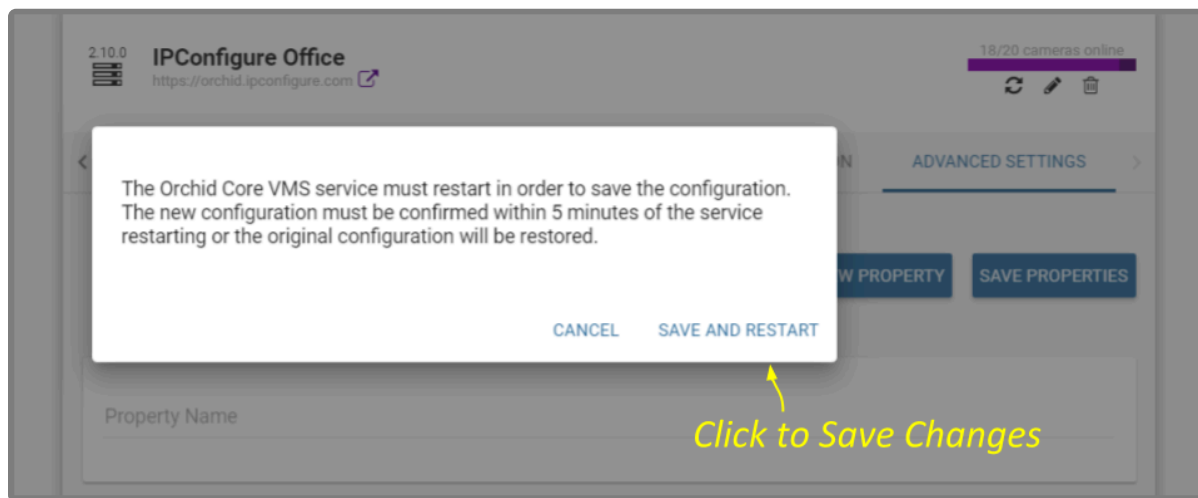 2.10.0
IPConfigure Office
https://orchid.ipconfigure.com
18/20 cameras online
ADVANCED SETTINGS
The Orchid Core VMS service must restart in order to save the configuration.
The new configuration must be confirmed within 5 minutes of the service
restarting or the original configuration will be restored.
CANCEL SAVE AND RESTART
PROPERTY
SAVE PROPERTIES
Property Name
Click to Save Changes